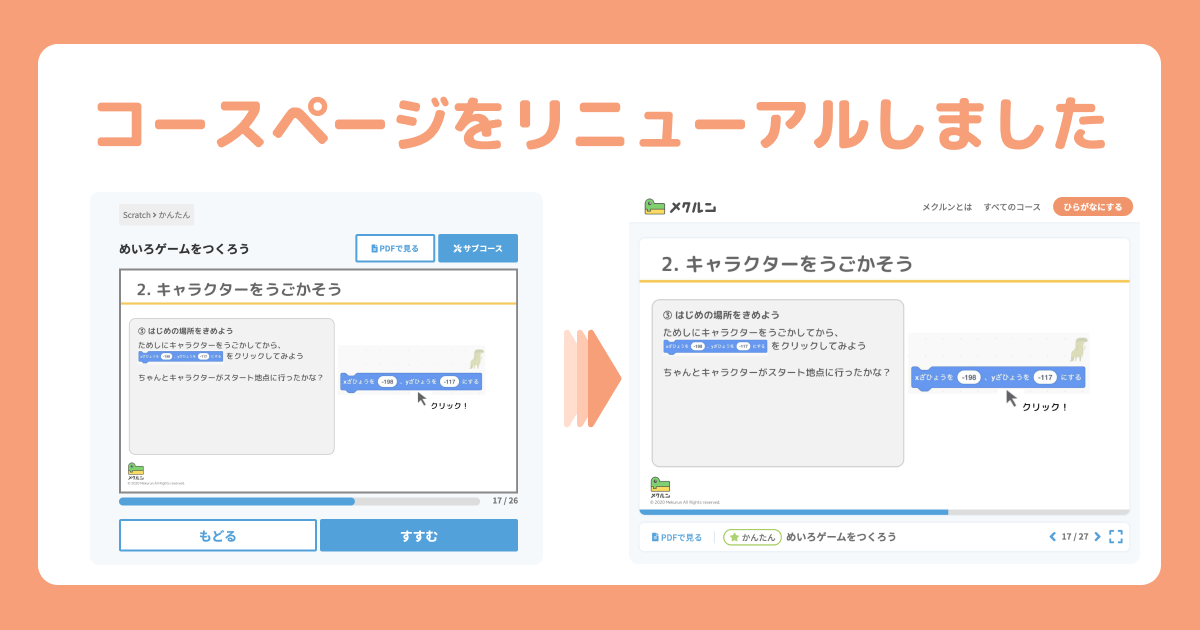 コースページをリニューアルしました
Scratch > かんたん
めいろゲームをつくろう
PDFで見る
サブコース
2. キャラクターをうごかそう
③ はじめの場所をきめよう
ためしにキャラクターをうごかしてから、
xざひょうを -198 、yざひょうを -117 にする をクリックしてみよう
ちゃんとキャラクターがスタート地点に行ったかな？
xざひょうを -198 、yざひょうを -117 にする
クリック！
メクルン
© 2020 Mekurun All Rights reserved.
17 / 26
もどる
すすむ
メクルン
メクルンとは
すべてのコース
ひらがなにする
2. キャラクターをうごかそう
③ はじめの場所をきめよう
ためしにキャラクターをうごかしてから、
xざひょうを -198 、yざひょうを -117 にする をクリックしてみよう
ちゃんとキャラクターがスタート地点に行ったかな？
xざひょうを -198 、yざひょうを -117 にする
クリック！
メクルン
© 2020 Mekurun All Rights reserved.
PDFで見る
かんたん
めいろゲームをつくろう
17 / 27